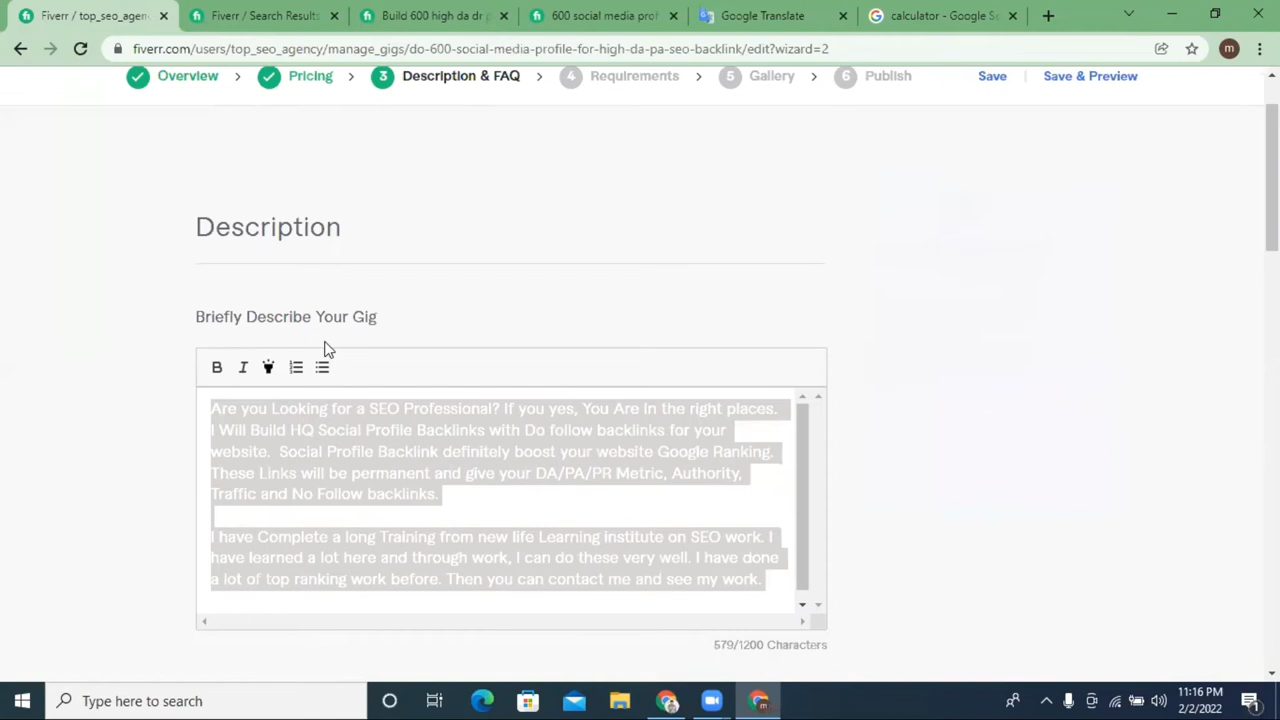 Fiverr / top_seo_agenc
Fiverr / Search Results
Build 600 high da dr p
600 social media prof
Google Translate
calculator - Google Se
fiverr.com/users/top_seo_agency/manage_gigs/do-600-social-media-profile-for-high-da-pa-seo-backlink/edit?wizard=2
m
Overview
Pricing
3 Description & FAQ
4 Requirements
5 Gallery
6 Publish
Save
Save & Preview
Description
Briefly Describe Your Gig
B I
Are you Looking for a SEO Professional? If you yes, You Are In the right places.
I Will Build HQ Social Profile Backlinks with Do follow backlinks for your
website. Social Profile Backlink definitely boost your website Google Ranking.
These Links will be permanent and give your DA/PA/PR Metric, Authority,
Traffic and No Follow backlinks.
I have Complete a long Training from new life Learning institute on SEO work. I
have learned a lot here and through work, I can do these very well. I have done
a lot of top ranking work before. Then you can contact me and see my work.
579/1200 Characters
Type here to search
11:16 PM
2/2/2022